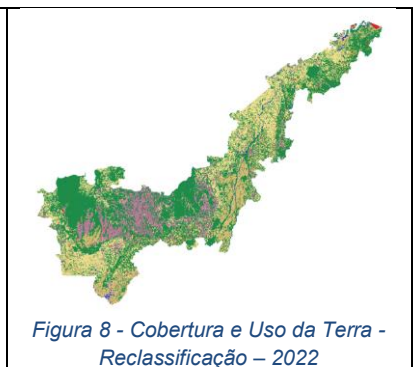 Figura 8 - Cobertura e Uso da Terra -
Reclassificação – 2022